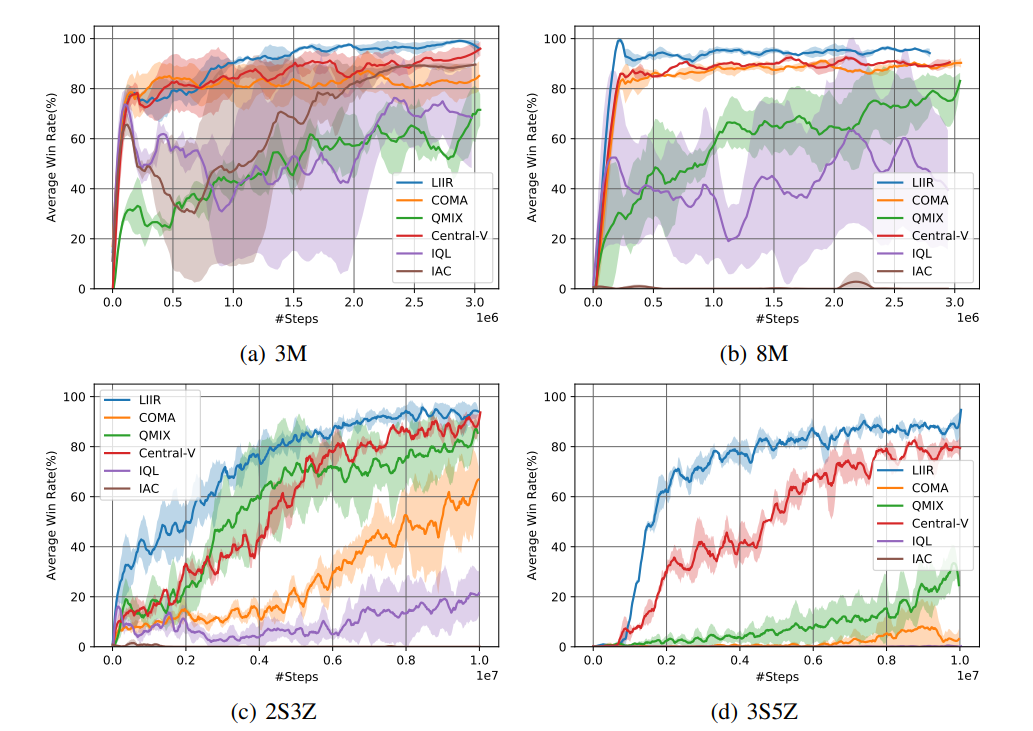 100
80
60
40
20
0
Average Win Rate(%)
LIIR
COMA
QMIX
Central-V
IQL
IAC
0.0 0.5 1.0 1.5 2.0 2.5 3.0
#Steps 1e6
(a) 3M
100
80
60
40
20
0
Average Win Rate(%)
LIIR
COMA
QMIX
Central-V
IQL
IAC
0.0 0.5 1.0 1.5 2.0 2.5 3.0
#Steps 1e6
(b) 8M
100
80
60
40
20
0
Average Win Rate(%)
LIIR
COMA
QMIX
Central-V
IQL
IAC
0.0 0.2 0.4 0.6 0.8 1.0
#Steps 1e7
(c) 2S3Z
100
80
60
40
20
0
Average Win Rate(%)
LIIR
COMA
QMIX
Central-V
IQL
IAC
0.0 0.2 0.4 0.6 0.8 1.0
#Steps 1e7
(d) 3S5Z